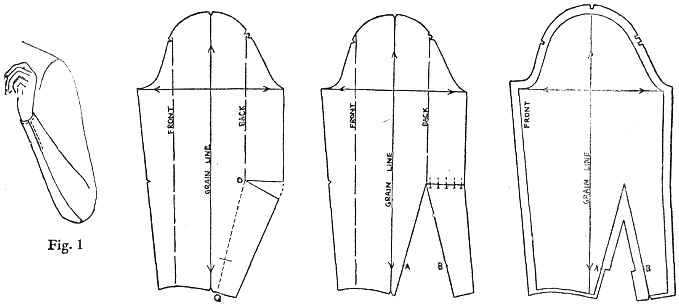 Fig. 1
FRONT
GRAIN LINE
BACK
O
Q
FRONT
GRAIN LINE
BACK
A
B
FRONT
GRAIN LINE
A
B